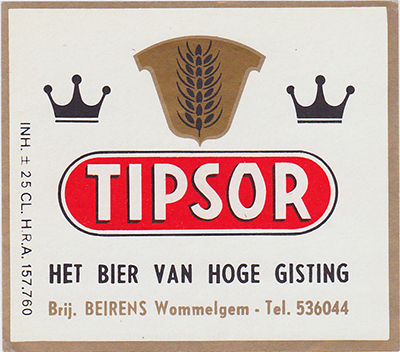 TIPSOR
HET BIER VAN HOGE GISTING
Brij. BEIRENS Wommelgem - Tel. 536044
INH. ± 25 CL. H.R.A. 157.760